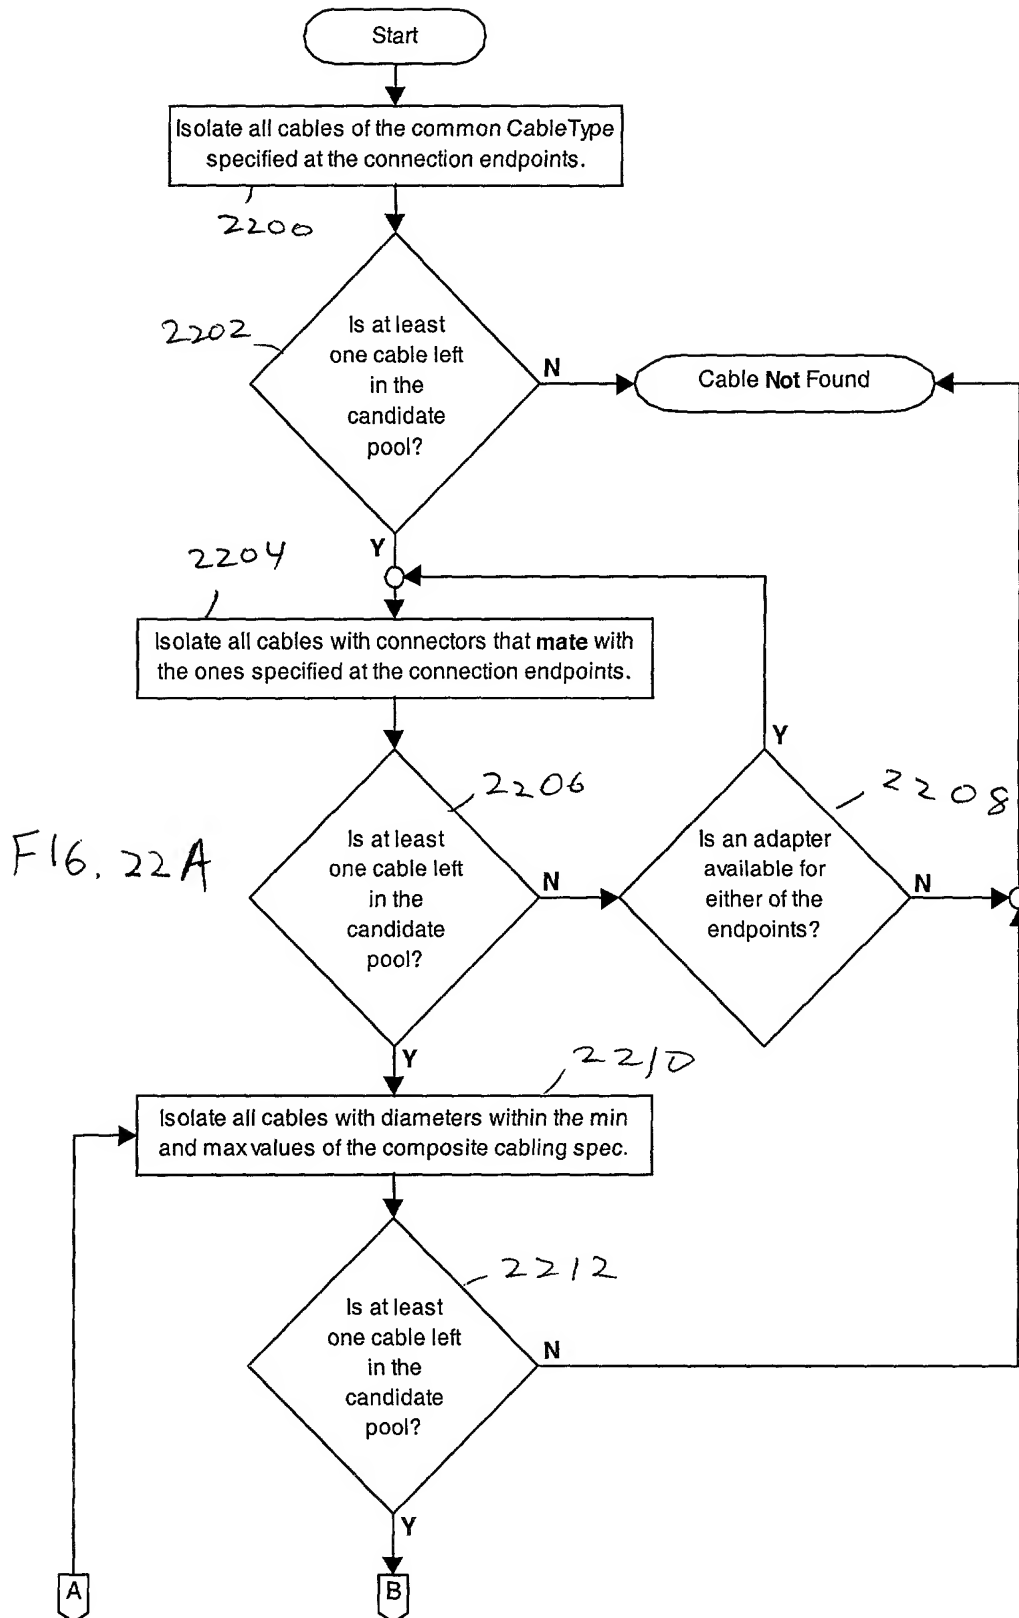 Start
Isolate all cables of the common CableType
specified at the connection endpoints.
2200
2202
Is at least
one cable left
in the
candidate
pool?
N
Cable Not Found
Y
2204
Isolate all cables with connectors that mate with
the ones specified at the connection endpoints.
Y
2206
2208
FIG. 22A
Is at least
one cable left
in the
candidate
pool?
N
Is an adapter
available for
either of the
endpoints?
N
Y
2210
Isolate all cables with diameters within the min
and max values of the composite cabling spec.
2212
Is at least
one cable left
in the
candidate
pool?
N
Y
A
B